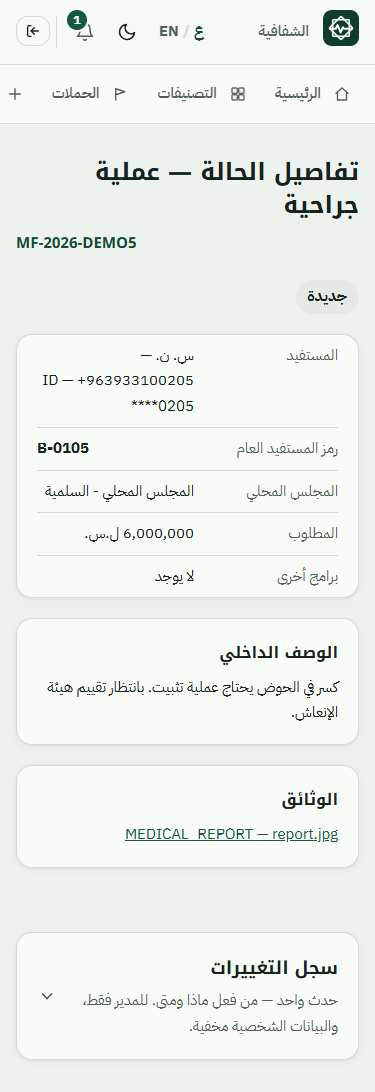 الشفافية
ع / EN
1
الرئيسية
التصنيفات
الحملات
تفاصيل الحالة — عملية
جراحية
MF-2026-DEMO5
جديدة
المستفيد س. ن. —
+963933100205 — ID
****0205
رمز المستفيد العام B-0105
المجلس المحلي المجلس المحلي - السلمية
المطلوب 6,000,000 ل.س.
برامج أخرى لا يوجد
الوصف الداخلي
كسر في الحوض يحتاج عملية تثبيت. بانتظار تقييم هيئة
الإنعاش.
الوثائق
MEDICAL_REPORT — report.jpg
سجل التغييرات
حدث واحد — من فعل ماذا ومتى. للمدير فقط،
والبيانات الشخصية مخفية.